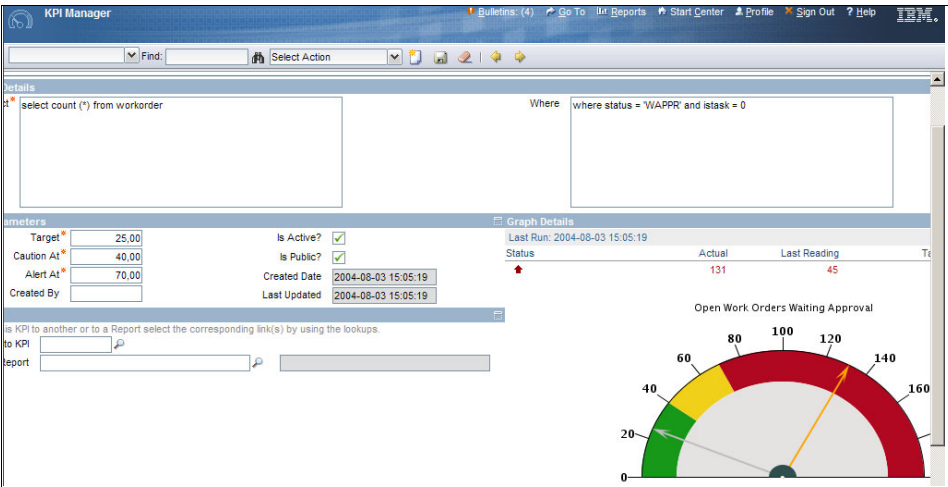 KPI Manager
Bulletins: (4) Go To Reports Start Center Profile Sign Out ? Help IBM.
Find: Select Action
Details
select count (*) from workorder
Where where status = 'WAPPR' and istask = 0
ameters
Target* 25,00 Is Active?
Caution At* 40,00 Is Public?
Alert At* 70,00 Created Date 2004-08-03 15:05:19
Created By Last Updated 2004-08-03 15:05:19
Graph Details
Last Run: 2004-08-03 15:05:19
Status Actual Last Reading Ta
131 45
Open Work Orders Waiting Approval
0 20 40 60 80 100 120 140 160
is KPI to another or to a Report select the corresponding link(s) by using the lookups.
to KPI
Report